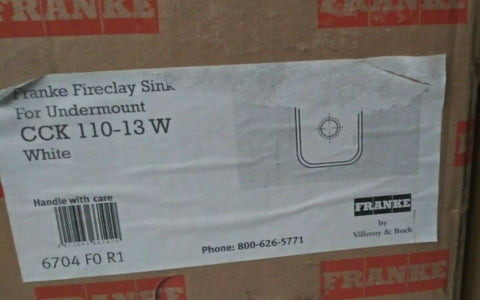 FRANKE
FRANKE
Franke Fireclay Sink
For Undermount
CCK 110-13 W
White
Handle with care
6704 F0 R1
Phone: 800-626-5771
FRANKE
by
Villeroy & Boch
FRANKE